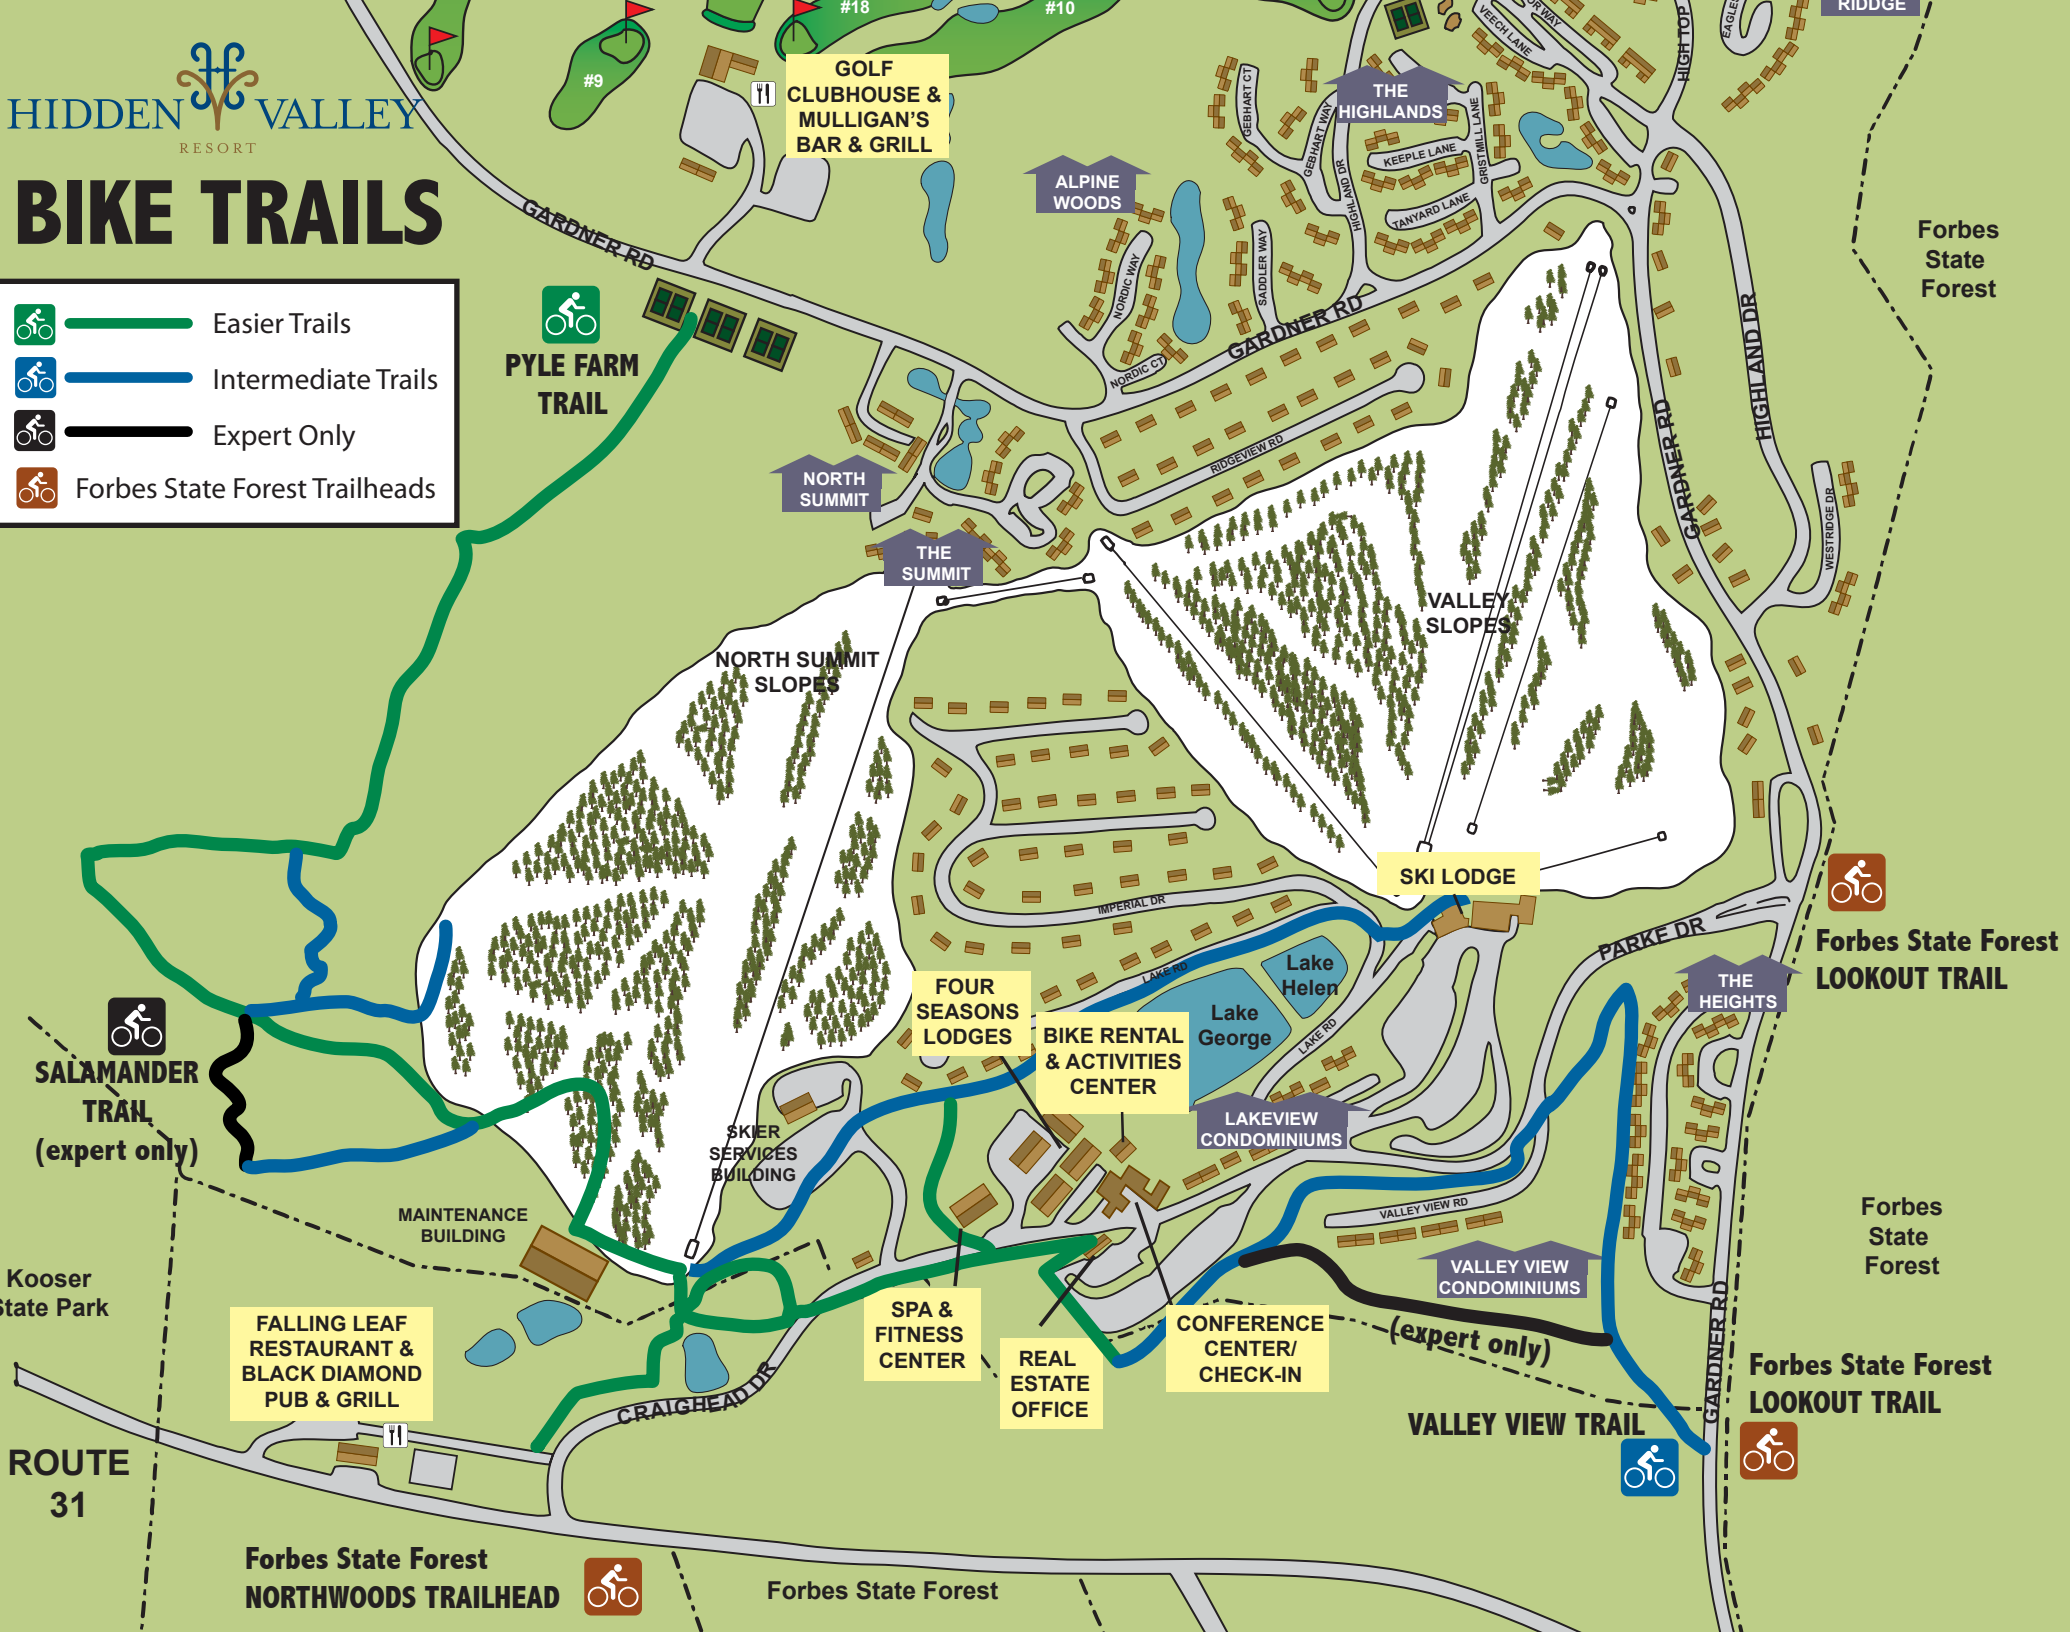 HIDDEN VALLEY
RESORT
BIKE TRAILS
Easier Trails
Intermediate Trails
Expert Only
Forbes State Forest Trailheads
#9
#18
#10
GOLF
CLUBHOUSE &
MULLIGAN'S
BAR & GRILL
GARDNER RD
PYLE FARM
TRAIL
ALPINE
WOODS
THE
HIGHLANDS
RIDDGE
VEECH LANE
HIGH TOP
GEBHART CT
GEBHART WAY
HIGHLAND DR
KEEPLE LANE
GRISTMILL LANE
TANYARD LANE
NORDIC WAY
SADDLER WAY
NORDIC CT
GARDNER RD
RIDGEVIEW RD
Forbes
State
Forest
HIGHLAND DR
GARDNER RD
WESTRIDGE DR
NORTH
SUMMIT
THE
SUMMIT
NORTH SUMMIT
SLOPES
VALLEY
SLOPES
SKI LODGE
IMPERIAL DR
LAKE RD
PARKE DR
Forbes State Forest
LOOKOUT TRAIL
THE
HEIGHTS
FOUR
SEASONS
LODGES
BIKE RENTAL
& ACTIVITIES
CENTER
Lake
Helen
Lake
George
LAKE RD
LAKEVIEW
CONDOMINIUMS
SALAMANDER
TRAIL
(expert only)
SKIER
SERVICES
BUILDING
MAINTENANCE
BUILDING
VALLEY VIEW RD
VALLEY VIEW
CONDOMINIUMS
Forbes
State
Forest
Kooser
State Park
FALLING LEAF
RESTAURANT &
BLACK DIAMOND
PUB & GRILL
SPA &
FITNESS
CENTER
REAL
ESTATE
OFFICE
CONFERENCE
CENTER/
CHECK-IN
(expert only)
GARDNER RD
Forbes State Forest
LOOKOUT TRAIL
VALLEY VIEW TRAIL
CRAIGHEAD DR
ROUTE
31
Forbes State Forest
NORTHWOODS TRAILHEAD
Forbes State Forest